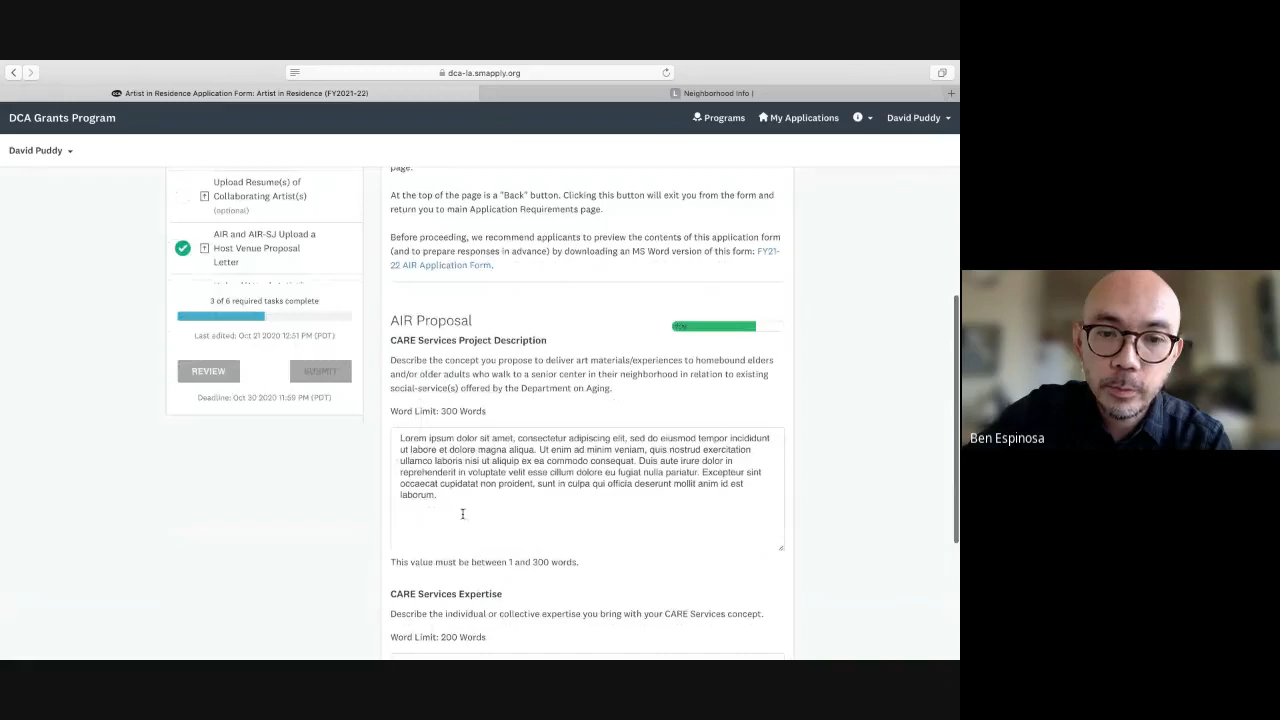 dca-la.smapply.org
Artist in Residence Application Form: Artist in Residence (FY2021-22)
L Neighborhood Info |
DCA Grants Program
Programs
My Applications
David Puddy
David Puddy
page.
Upload Resume(s) of
Collaborating Artist(s)
(optional)
AIR and AIR-SJ Upload a
Host Venue Proposal
Letter
3 of 6 required tasks complete
Last edited: Oct 21 2020 12:51 PM (PDT)
REVIEW
SUBMIT
Deadline: Oct 30 2020 11:59 PM (PDT)
At the top of the page is a "Back" button. Clicking this button will exit you from the form and
return you to main Application Requirements page.
Before proceeding, we recommend applicants to preview the contents of this application form
(and to prepare responses in advance) by downloading an MS Word version of this form: FY21-
22 AIR Application Form.
AIR Proposal
CARE Services Project Description
Describe the concept you propose to deliver art materials/experiences to homebound elders
and/or older adults who walk to a senior center in their neighborhood in relation to existing
social-service(s) offered by the Department on Aging.
Word Limit: 300 Words
Lorem ipsum dolor sit amet, consectetur adipiscing elit, sed do eiusmod tempor incididunt
ut labore et dolore magna aliqua. Ut enim ad minim veniam, quis nostrud exercitation
ullamco laboris nisi ut aliquip ex ea commodo consequat. Duis aute irure dolor in
reprehenderit in voluptate velit esse cillum dolore eu fugiat nulla pariatur. Excepteur sint
occaecat cupidatat non proident, sunt in culpa qui officia deserunt mollit anim id est
laborum.
This value must be between 1 and 300 words.
CARE Services Expertise
Describe the individual or collective expertise you bring with your CARE Services concept.
Word Limit: 200 Words
Ben Espinosa